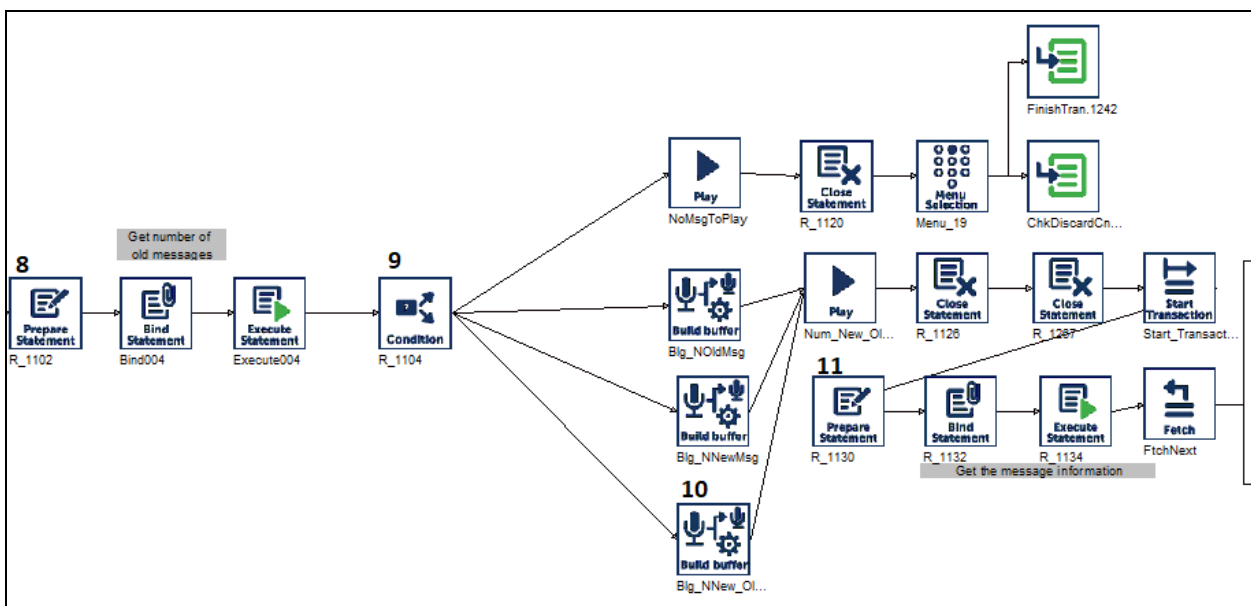 FinishTran.1242
Play
NoMsgToPlay
Close
Statement
R_1120
Menu
Selection
Menu_19
ChkDiscardCn...
Get number of
old messages
8
Prepare
Statement
R_1102
Bind
Statement
Bind004
Execute
Statement
Execute004
9
Condition
R_1104
Build buffer
Blg_NOldMsg
Play
Num_New_Ol...
Close
Statement
R_1126
Close
Statement
R_1267
Start
Transaction
Start_Transact...
Build buffer
Blg_NNewMsg
11
Prepare
Statement
R_1130
Bind
Statement
R_1132
Execute
Statement
R_1134
Fetch
FtchNext
Get the message information
10
Build buffer
Blg_NNew_Ol...